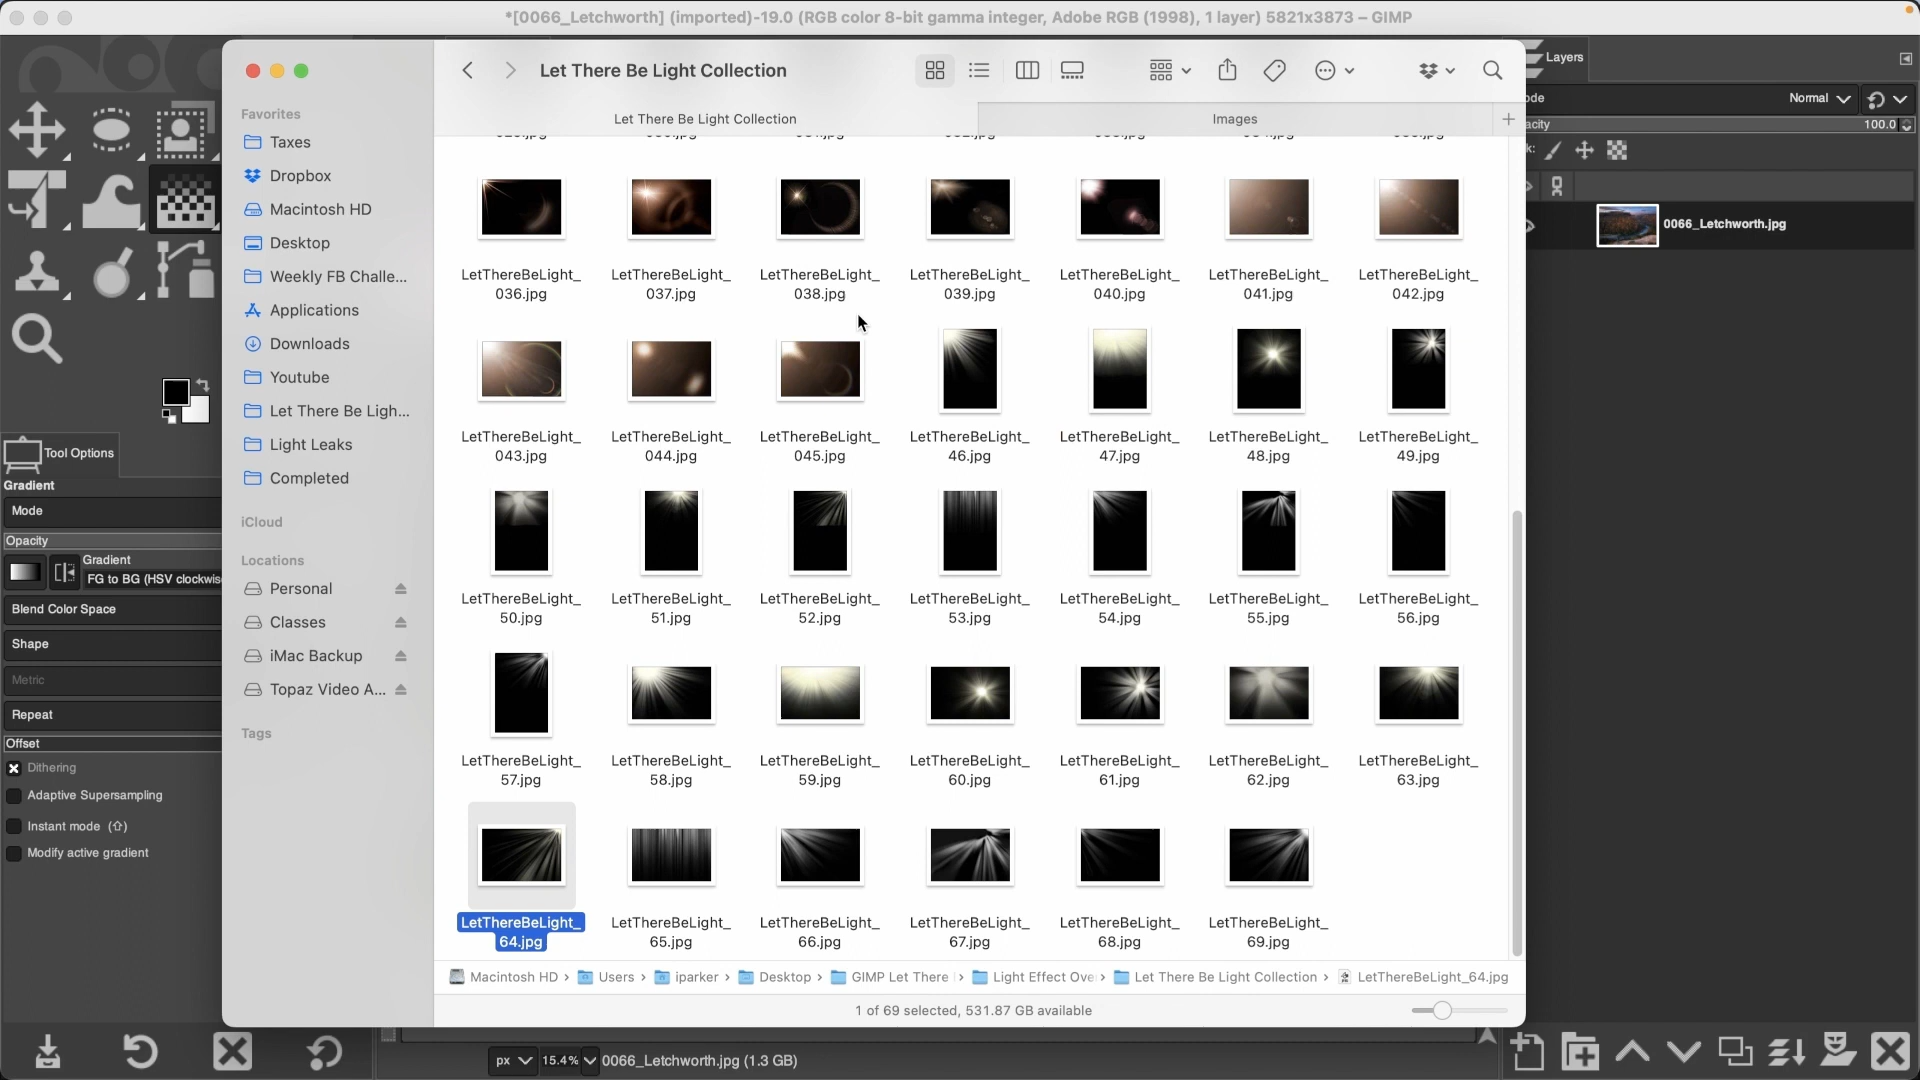 *[0066_Letchworth] (imported)-19.0 (RGB color 8-bit gamma integer, Adobe RGB (1998), 1 layer) 5821x3873 – GIMP
Let There Be Light Collection
Let There Be Light Collection
Images
Favorites
Taxes
Dropbox
Macintosh HD
Desktop
Weekly FB Challe...
Applications
Downloads
Youtube
Let There Be Ligh...
Light Leaks
Completed
iCloud
Locations
Personal
Classes
iMac Backup
Topaz Video A...
Tags
LetThereBeLight_
036.jpg
LetThereBeLight_
037.jpg
LetThereBeLight_
038.jpg
LetThereBeLight_
039.jpg
LetThereBeLight_
040.jpg
LetThereBeLight_
041.jpg
LetThereBeLight_
042.jpg
LetThereBeLight_
043.jpg
LetThereBeLight_
044.jpg
LetThereBeLight_
045.jpg
LetThereBeLight_
46.jpg
LetThereBeLight_
47.jpg
LetThereBeLight_
48.jpg
LetThereBeLight_
49.jpg
LetThereBeLight_
50.jpg
LetThereBeLight_
51.jpg
LetThereBeLight_
52.jpg
LetThereBeLight_
53.jpg
LetThereBeLight_
54.jpg
LetThereBeLight_
55.jpg
LetThereBeLight_
56.jpg
LetThereBeLight_
57.jpg
LetThereBeLight_
58.jpg
LetThereBeLight_
59.jpg
LetThereBeLight_
60.jpg
LetThereBeLight_
61.jpg
LetThereBeLight_
62.jpg
LetThereBeLight_
63.jpg
LetThereBeLight_
64.jpg
LetThereBeLight_
65.jpg
LetThereBeLight_
66.jpg
LetThereBeLight_
67.jpg
LetThereBeLight_
68.jpg
LetThereBeLight_
69.jpg
Macintosh HD › Users › iparker › Desktop › GIMP Let There › Light Effect Ove › Let There Be Light Collection › LetThereBeLight_64.jpg
1 of 69 selected, 531.87 GB available
Tool Options
Gradient
Mode
Opacity
Gradient
FG to BG (HSV clockwis
Blend Color Space
Shape
Metric
Repeat
Offset
Dithering
Adaptive Supersampling
Instant mode (⇧)
Modify active gradient
Layers
ode
Normal
acity
100.0
k:
0066_Letchworth.jpg
px
15.4%
0066_Letchworth.jpg (1.3 GB)